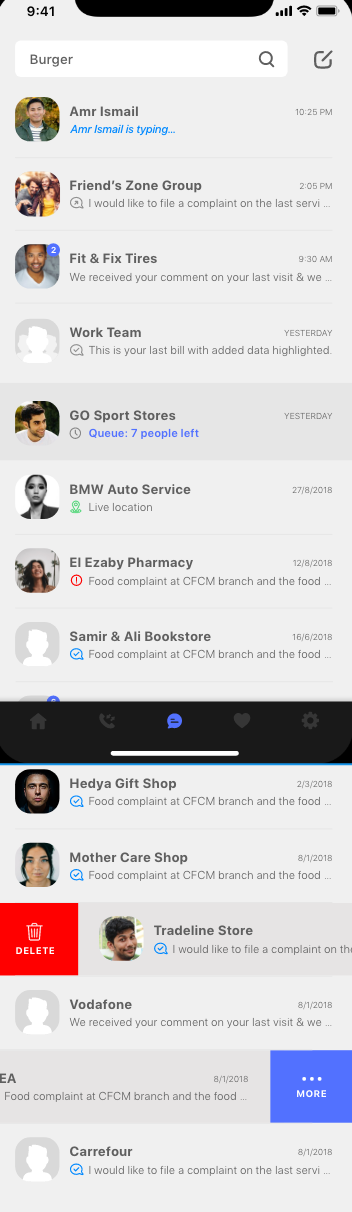 9:41
Burger
Amr Ismail 10:25 PM
Amr Ismail is typing...
Friend's Zone Group 2:05 PM
I would like to file a complaint on the last servi ...
2
Fit & Fix Tires 9:30 AM
We received your comment on your last visit & we ...
Work Team YESTERDAY
This is your last bill with added data highlighted.
GO Sport Stores YESTERDAY
Queue: 7 people left
BMW Auto Service 27/8/2018
Live location
El Ezaby Pharmacy 12/8/2018
Food complaint at CFCM branch and the food ...
Samir & Ali Bookstore 16/6/2018
Food complaint at CFCM branch and the food ...
Hedya Gift Shop 2/3/2018
Food complaint at CFCM branch and the food ...
Mother Care Shop 8/1/2018
Food complaint at CFCM branch and the food ...
DELETE
Tradeline Store
I would like to file a complaint on the
Vodafone 8/1/2018
We received your comment on your last visit & we ...
EA 8/1/2018
Food complaint at CFCM branch and the food ...
MORE
Carrefour 8/1/2018
I would like to file a complaint on the last servi ...